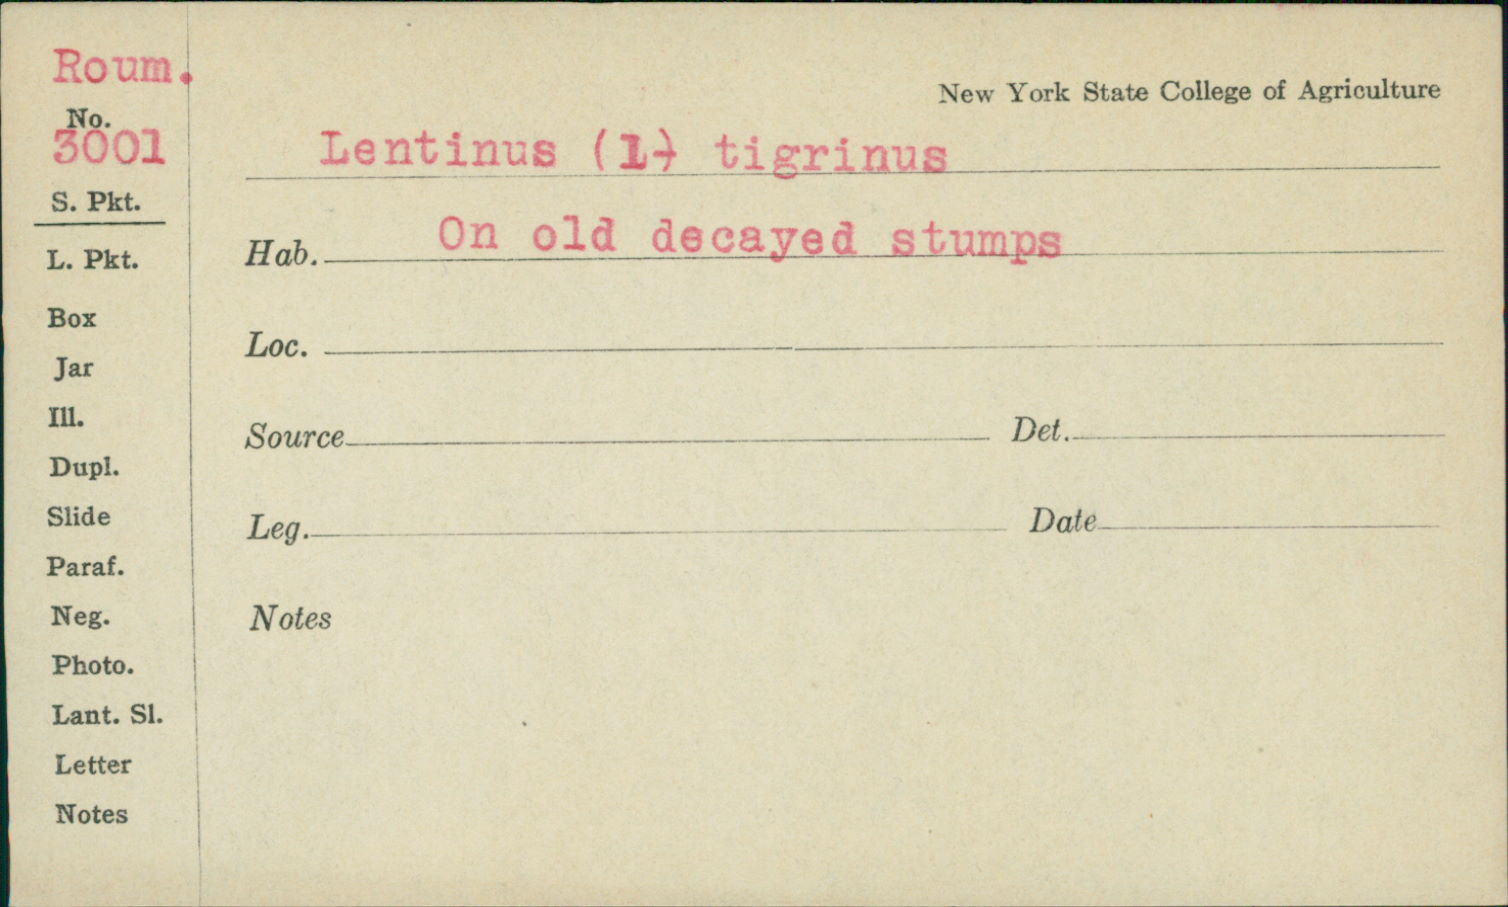 Roum.
New York State College of Agriculture
No.
3001
Lentinus (1) tigrinus
S. Pkt.
Hab. On old decayed stumps
L. Pkt.
Box
Loc.
Jar
Ill.
Source Det.
Dupl.
Slide
Leg. Date
Paraf.
Neg.
Notes
Photo.
Lant. Sl.
Letter
Notes